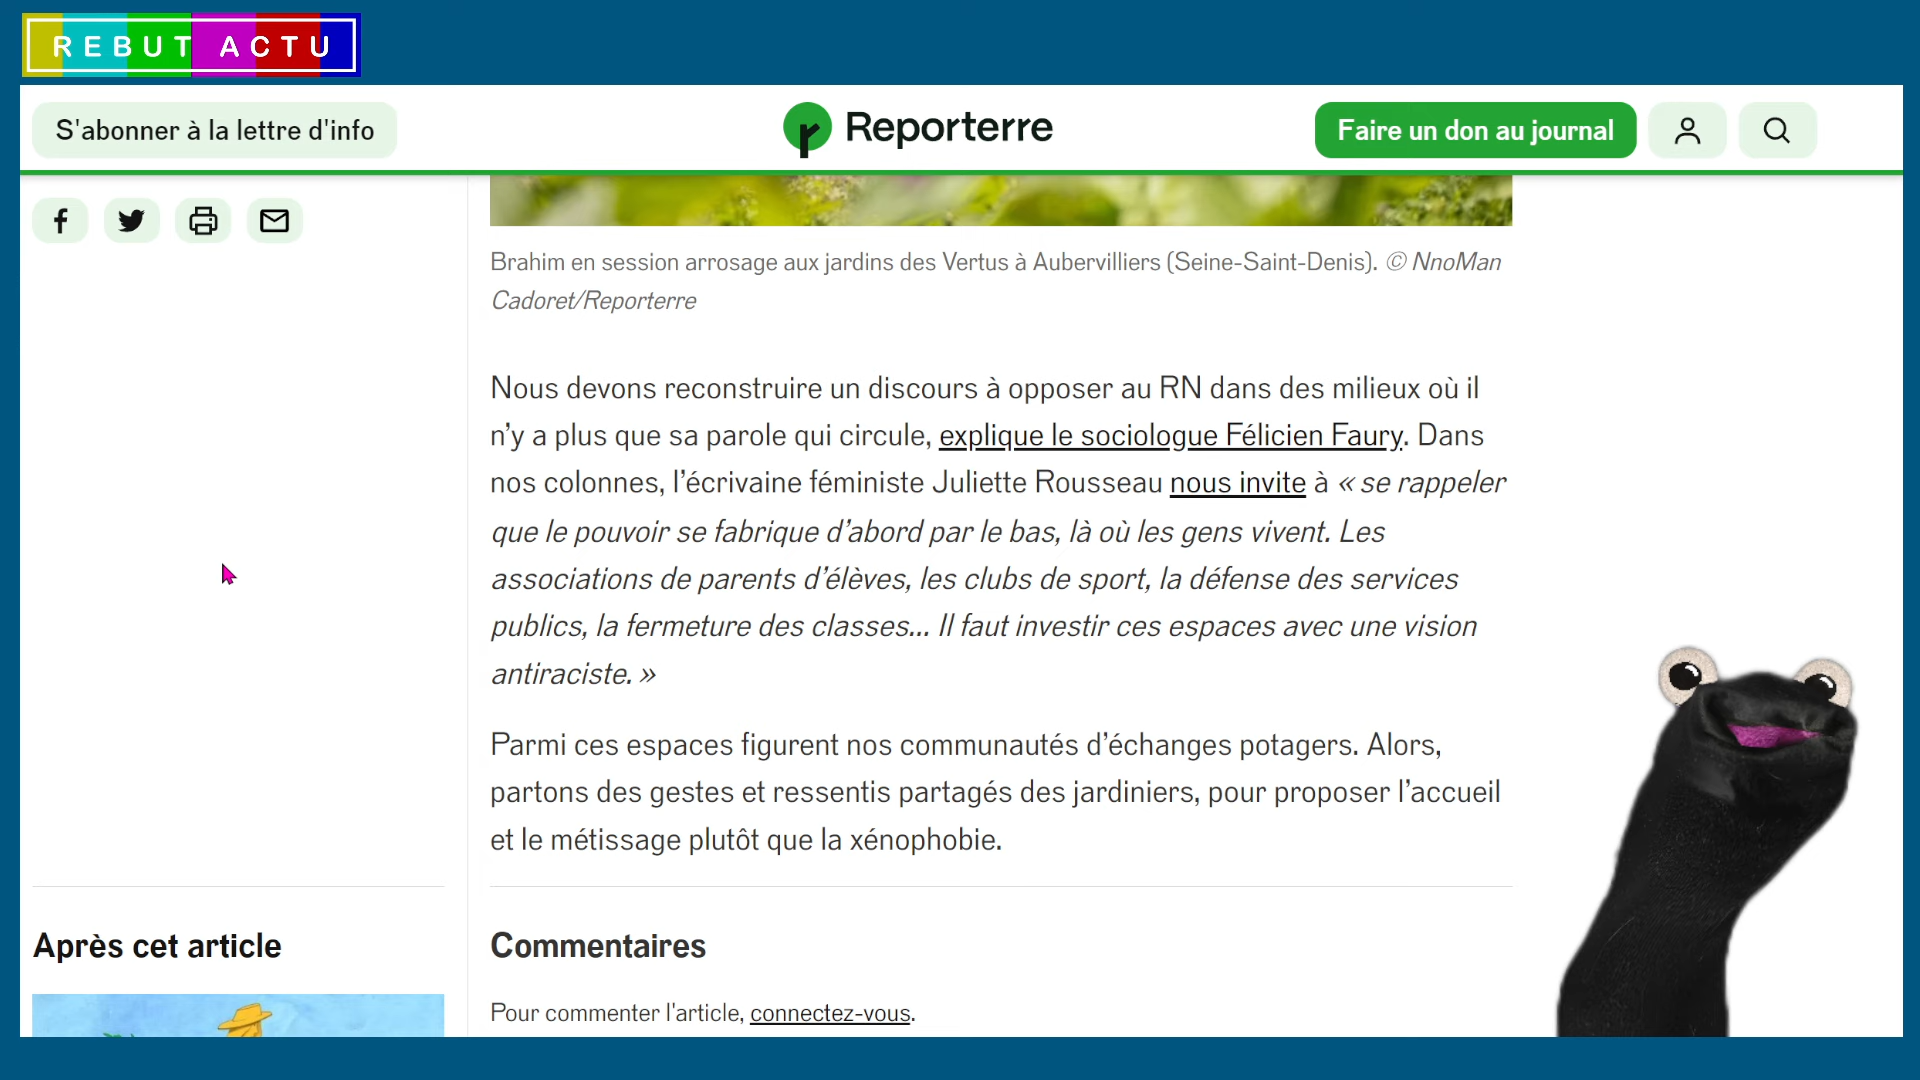 REBUT ACTU
S'abonner à la lettre d'info
Reporterre
Faire un don au journal
Brahim en session arrosage aux jardins des Vertus à Aubervilliers (Seine-Saint-Denis). © NnoMan
Cadoret/Reporterre
Nous devons reconstruire un discours à opposer au RN dans des milieux où il
n’y a plus que sa parole qui circule, explique le sociologue Félicien Faury. Dans
nos colonnes, l’écrivaine féministe Juliette Rousseau nous invite à « se rappeler
que le pouvoir se fabrique d’abord par le bas, là où les gens vivent. Les
associations de parents d’élèves, les clubs de sport, la défense des services
publics, la fermeture des classes... Il faut investir ces espaces avec une vision
antiraciste. »
Parmi ces espaces figurent nos communautés d’échanges potagers. Alors,
partons des gestes et ressentis partagés des jardiniers, pour proposer l’accueil
et le métissage plutôt que la xénophobie.
Après cet article
Commentaires
Pour commenter l'article, connectez-vous.